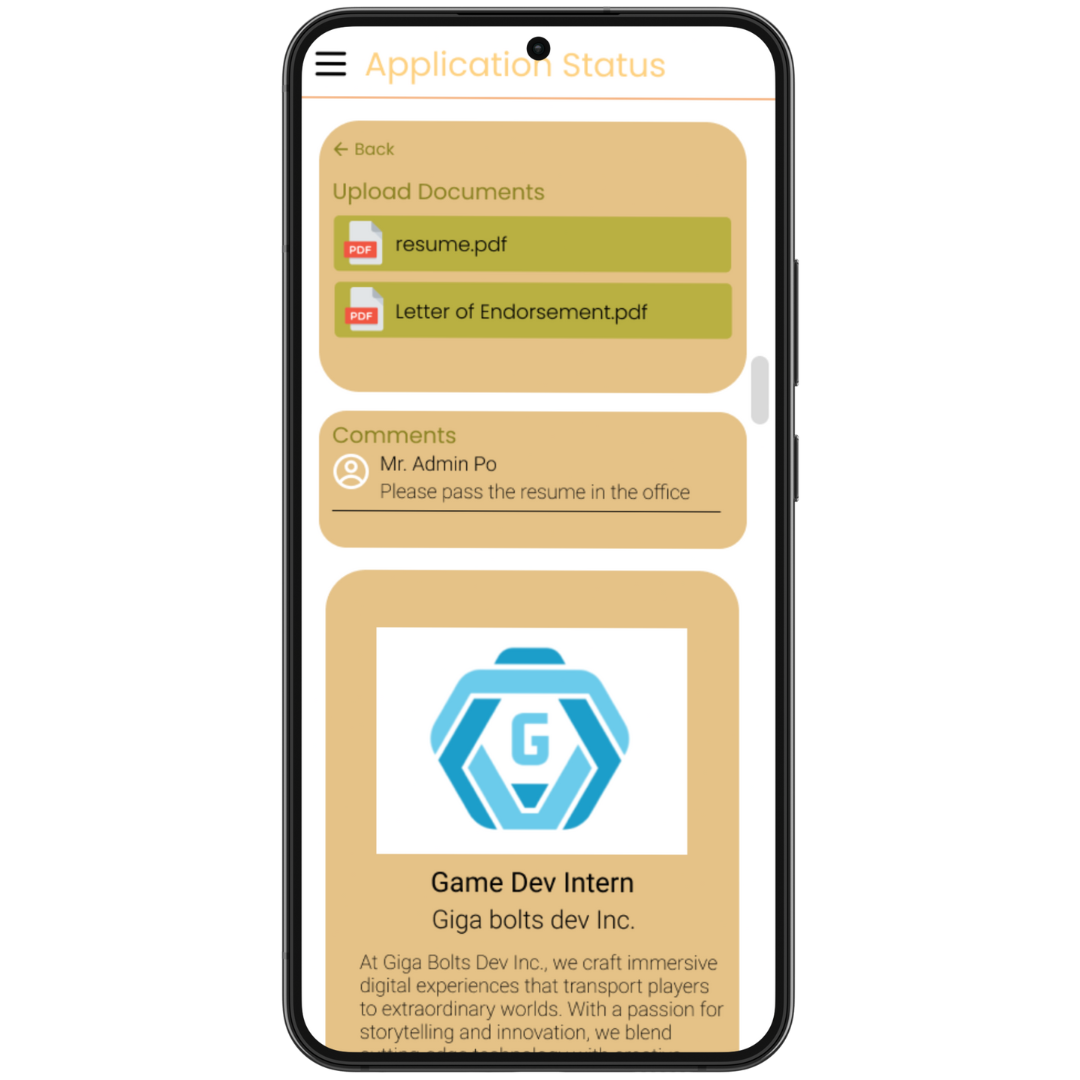 Application Status
← Back
Upload Documents
PDF resume.pdf
PDF Letter of Endorsement.pdf
Comments
Mr. Admin Po
Please pass the resume in the office
G
Game Dev Intern
Giga bolts dev Inc.
At Giga Bolts Dev Inc., we craft immersive
digital experiences that transport players
to extraordinary worlds. With a passion for
storytelling and innovation, we blend